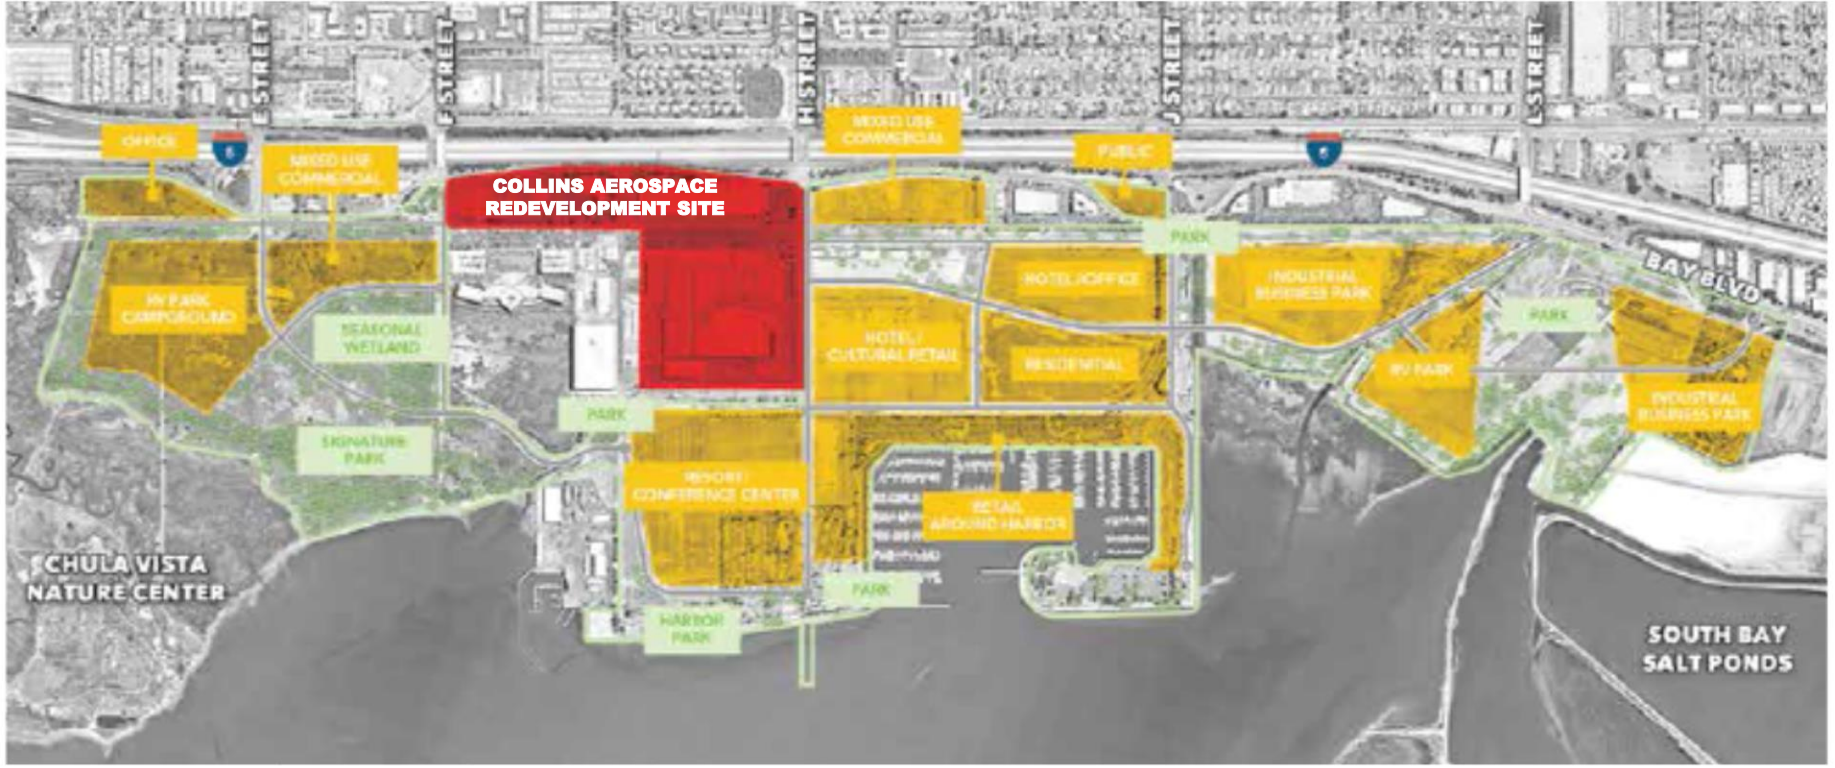 E STREET
F STREET
H STREET
J STREET
L STREET
OFFICE
5
MIXED USE
COMMERCIAL
COLLINS AEROSPACE
REDEVELOPMENT SITE
MIXED USE
COMMERCIAL
PUBLIC
5
PARK
BAY BLVD
RV PARK
CAMPGROUND
SEASONAL
WETLAND
HOTEL/OFFICE
INDUSTRIAL
BUSINESS PARK
PARK
HOTEL/
CULTURAL RETAIL
RESIDENTIAL
RV PARK
INDUSTRIAL
BUSINESS PARK
PARK
SIGNATURE
PARK
RESORT
CONFERENCE CENTER
RETAIL
AROUND HARBOR
CHULA VISTA
NATURE CENTER
PARK
HARBOR
PARK
SOUTH BAY
SALT PONDS